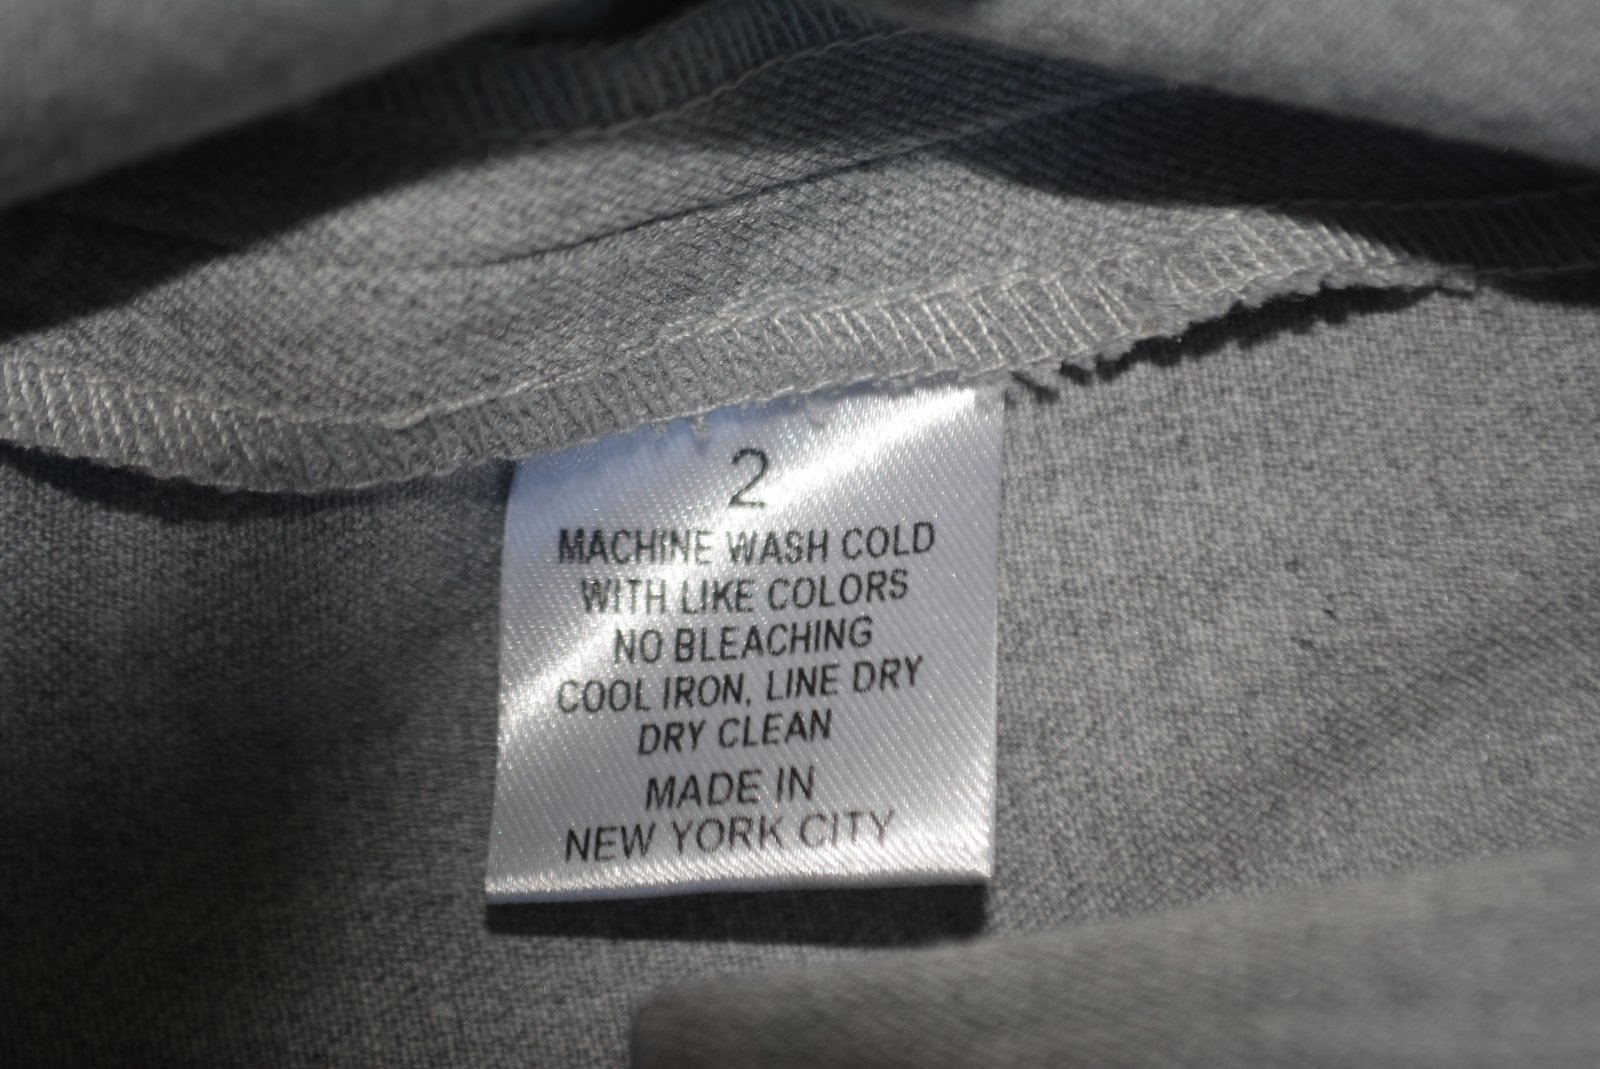 2
MACHINE WASH COLD
WITH LIKE COLORS
NO BLEACHING
COOL IRON, LINE DRY
DRY CLEAN
MADE IN
NEW YORK CITY